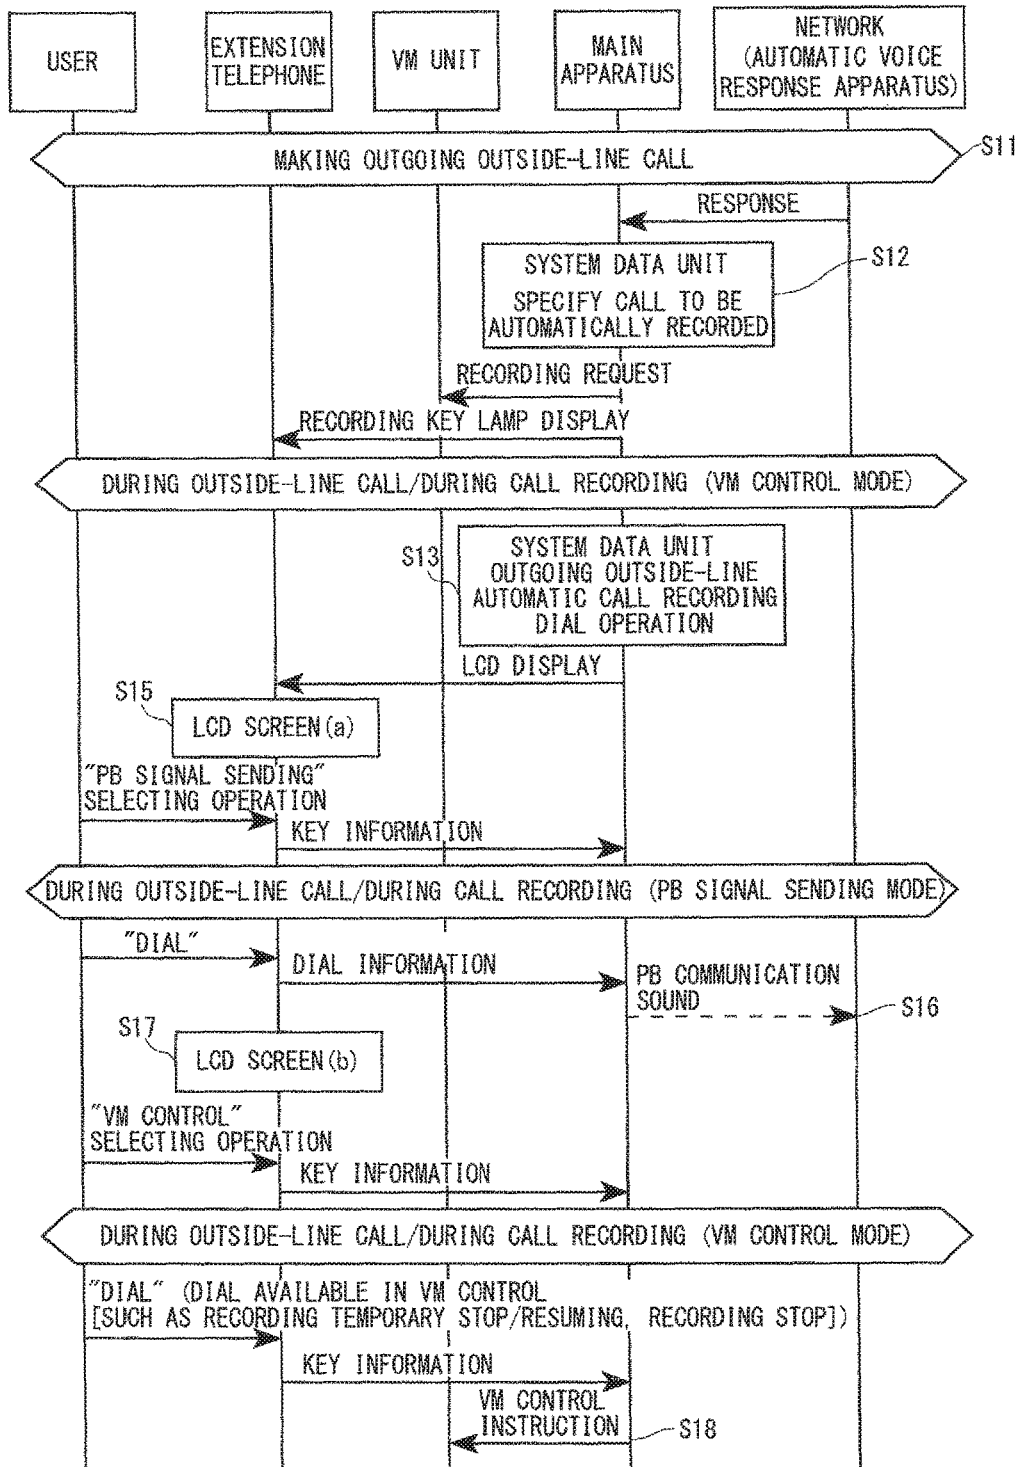 USER
EXTENSION
TELEPHONE
VM UNIT
MAIN
APPARATUS
NETWORK
(AUTOMATIC VOICE
RESPONSE APPARATUS)
MAKING OUTGOING OUTSIDE-LINE CALL
S11
RESPONSE
SYSTEM DATA UNIT
SPECIFY CALL TO BE
AUTOMATICALLY RECORDED
S12
RECORDING REQUEST
RECORDING KEY LAMP DISPLAY
DURING OUTSIDE-LINE CALL/DURING CALL RECORDING (VM CONTROL MODE)
S13
SYSTEM DATA UNIT
OUTGOING OUTSIDE-LINE
AUTOMATIC CALL RECORDING
DIAL OPERATION
LCD DISPLAY
S15
LCD SCREEN(a)
"PB SIGNAL SENDING"
SELECTING OPERATION
KEY INFORMATION
DURING OUTSIDE-LINE CALL/DURING CALL RECORDING (PB SIGNAL SENDING MODE)
"DIAL"
DIAL INFORMATION
PB COMMUNICATION
SOUND
S16
S17
LCD SCREEN(b)
"VM CONTROL"
SELECTING OPERATION
KEY INFORMATION
DURING OUTSIDE-LINE CALL/DURING CALL RECORDING (VM CONTROL MODE)
"DIAL" (DIAL AVAILABLE IN VM CONTROL
[SUCH AS RECORDING TEMPORARY STOP/RESUMING, RECORDING STOP])
KEY INFORMATION
VM CONTROL
INSTRUCTION
S18